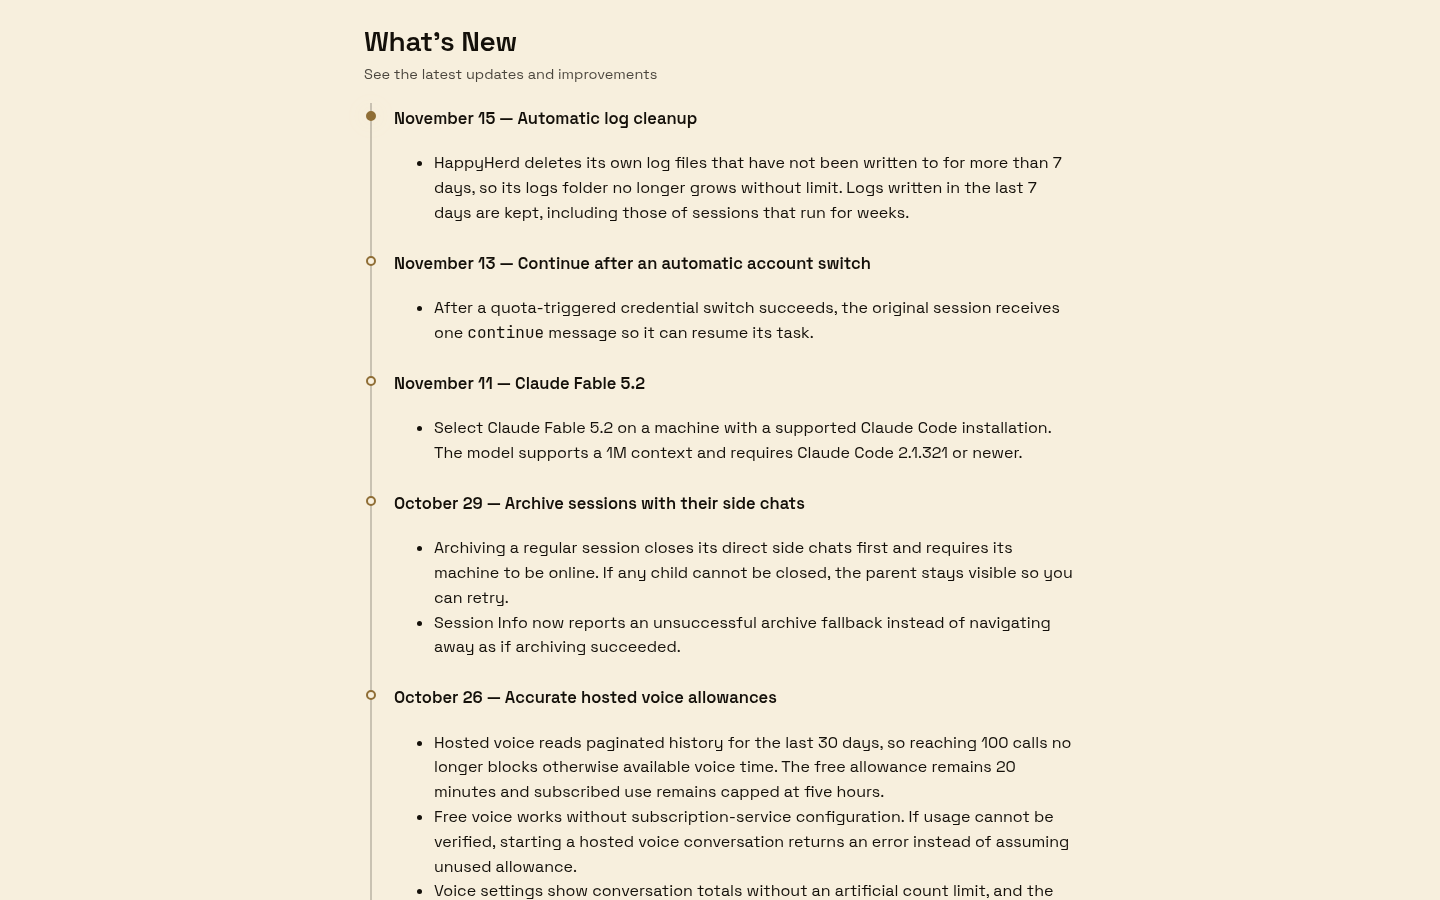 What's New
See the latest updates and improvements
November 15 — Automatic log cleanup
• HappyHerd deletes its own log files that have not been written to for more than 7
days, so its logs folder no longer grows without limit. Logs written in the last 7
days are kept, including those of sessions that run for weeks.
November 13 — Continue after an automatic account switch
• After a quota-triggered credential switch succeeds, the original session receives
one continue message so it can resume its task.
November 11 — Claude Fable 5.2
• Select Claude Fable 5.2 on a machine with a supported Claude Code installation.
The model supports a 1M context and requires Claude Code 2.1.321 or newer.
October 29 — Archive sessions with their side chats
• Archiving a regular session closes its direct side chats first and requires its
machine to be online. If any child cannot be closed, the parent stays visible so you
can retry.
• Session Info now reports an unsuccessful archive fallback instead of navigating
away as if archiving succeeded.
October 26 — Accurate hosted voice allowances
• Hosted voice reads paginated history for the last 30 days, so reaching 100 calls no
longer blocks otherwise available voice time. The free allowance remains 20
minutes and subscribed use remains capped at five hours.
• Free voice works without subscription-service configuration. If usage cannot be
verified, starting a hosted voice conversation returns an error instead of assuming
unused allowance.
• Voice settings show conversation totals without an artificial count limit, and the